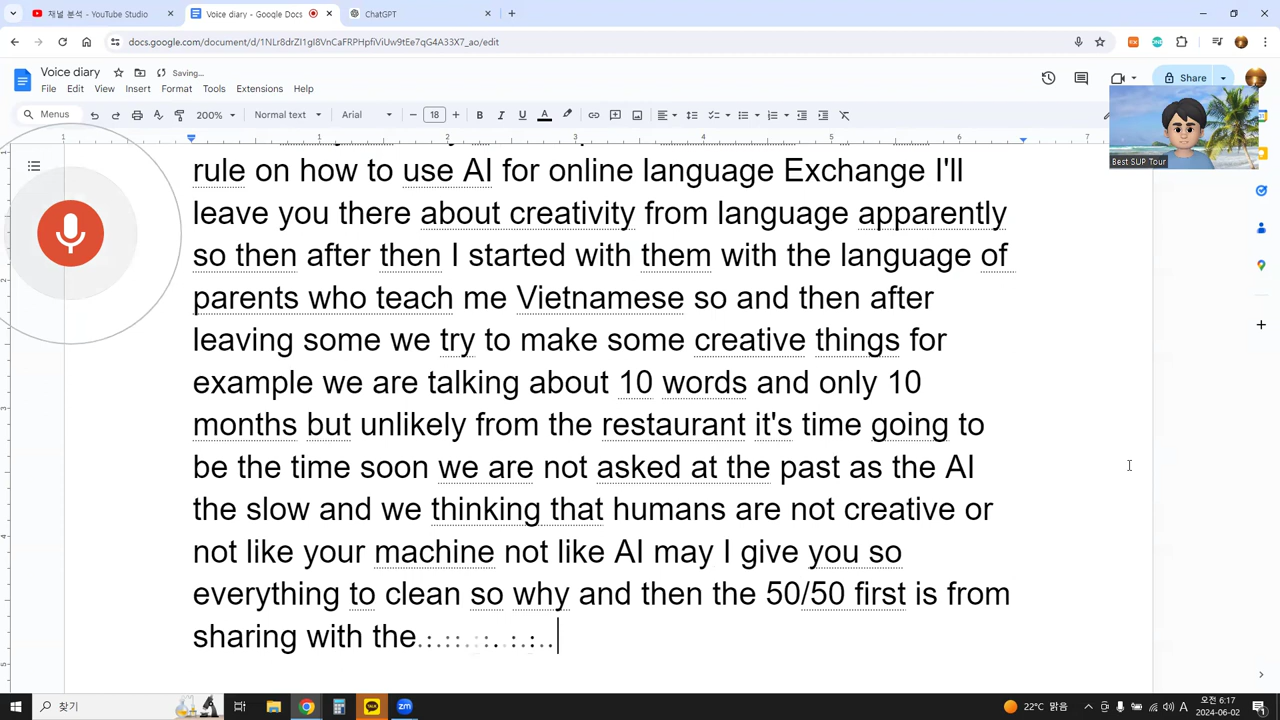 재널 분석 - YouTube Studio
Voice diary - Google Docs
ChatGPT
docs.google.com/document/d/1NLr8drZI1gI8VnCaFRPHpfiViUw9tEe7qG4A33X7_ao/edit
Voice diary
Saving...
File Edit View Insert Format Tools Extensions Help
Share
Menus 200% Normal text Arial 18 B I U A
Best SUP Tour
rule on how to use AI for online language Exchange I'll
leave you there about creativity from language apparently
so then after then I started with them with the language of
parents who teach me Vietnamese so and then after
leaving some we try to make some creative things for
example we are talking about 10 words and only 10
months but unlikely from the restaurant it's time going to
be the time soon we are not asked at the past as the AI
the slow and we thinking that humans are not creative or
not like your machine not like AI may I give you so
everything to clean so why and then the 50/50 first is from
sharing with the
찾기
22°C 맑음
A
오전 6:17
2024-06-02